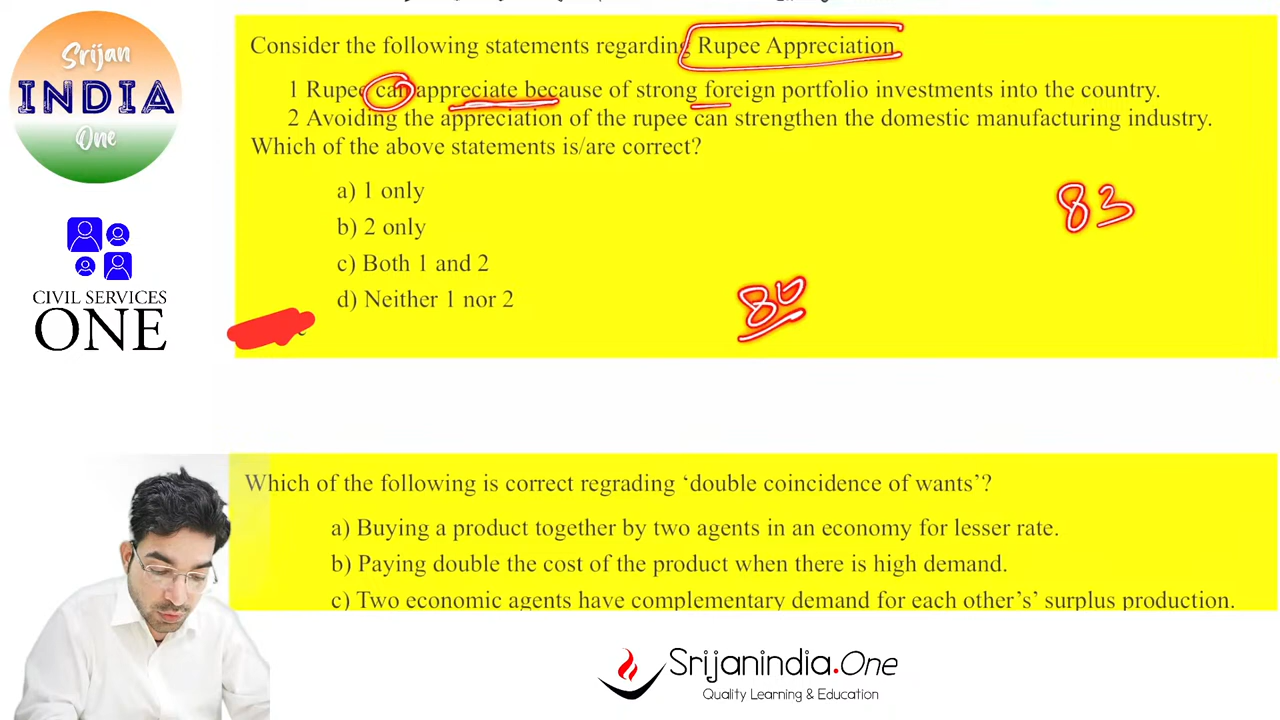 Srijan
INDIA
One
CIVIL SERVICES
ONE
Consider the following statements regarding Rupee Appreciation
1 Rupee can appreciate because of strong foreign portfolio investments into the country.
2 Avoiding the appreciation of the rupee can strengthen the domestic manufacturing industry.
Which of the above statements is/are correct?
a) 1 only
b) 2 only
c) Both 1 and 2
d) Neither 1 nor 2
83
80
Which of the following is correct regrading ‘double coincidence of wants’?
a) Buying a product together by two agents in an economy for lesser rate.
b) Paying double the cost of the product when there is high demand.
c) Two economic agents have complementary demand for each other’s’ surplus production.
Srijanindia.One
Quality Learning & Education